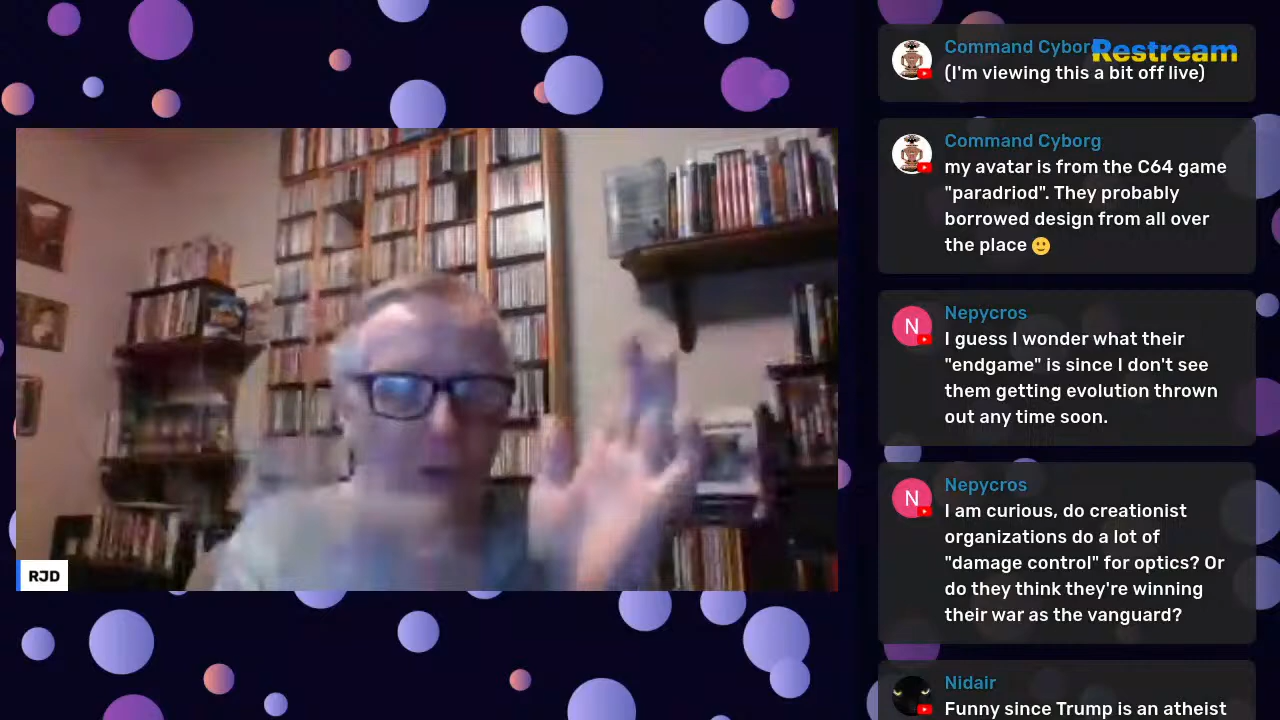 Command Cyborg
Restream
(I'm viewing this a bit off live)
Command Cyborg
my avatar is from the C64 game
"paradriod". They probably
borrowed design from all over
the place 🙂
N
Nepycros
I guess I wonder what their
"endgame" is since I don't see
them getting evolution thrown
out any time soon.
N
Nepycros
I am curious, do creationist
organizations do a lot of
"damage control" for optics? Or
do they think they're winning
their war as the vanguard?
Nidair
Funny since Trump is an atheist
RJD